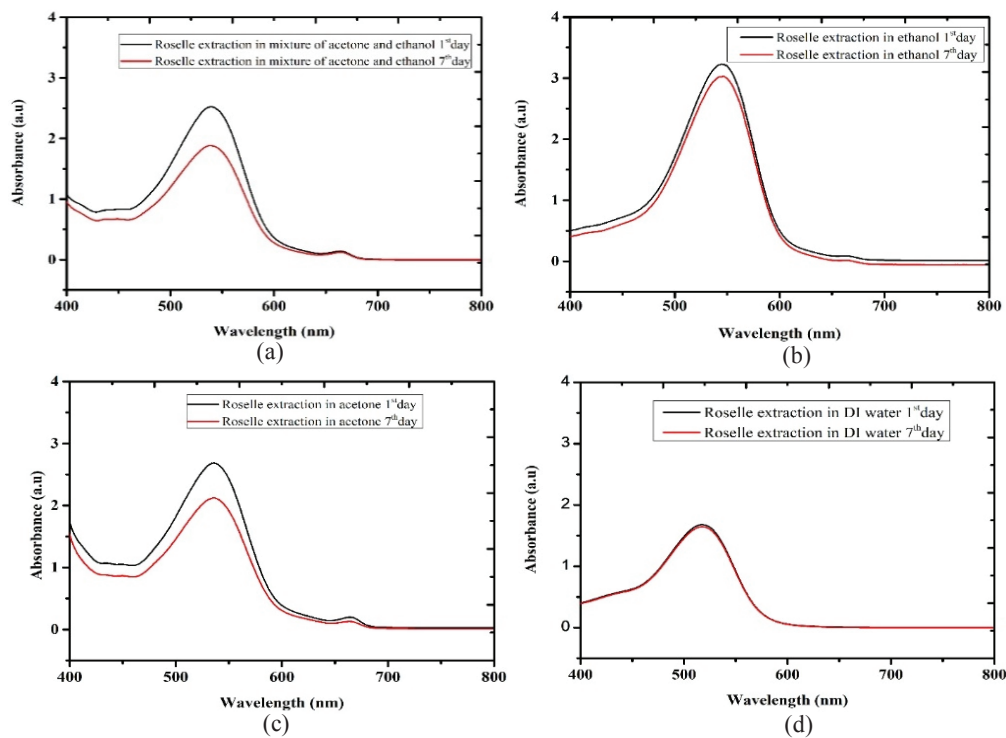 4
3
2
1
0
Absorbance (a.u)
Roselle extraction in mixture of acetone and ethanol 1st day
Roselle extraction in mixture of acetone and ethanol 7th day
400 500 600 700 800
Wavelength (nm)
(a)
4
3
2
1
0
Absorbance (a.u)
Roselle extraction in ethanol 1st day
Roselle extraction in ethanol 7th day
400 500 600 700 800
Wavelength (nm)
(b)
4
3
2
1
0
Absorbance (a.u)
Roselle extraction in acetone 1st day
Roselle extraction in acetone 7th day
400 500 600 700 800
Wavelength (nm)
(c)
4
3
2
1
0
Absorbance (a.u)
Roselle extraction in DI water 1st day
Roselle extraction in DI water 7th day
400 500 600 700 800
Wavelength (nm)
(d)